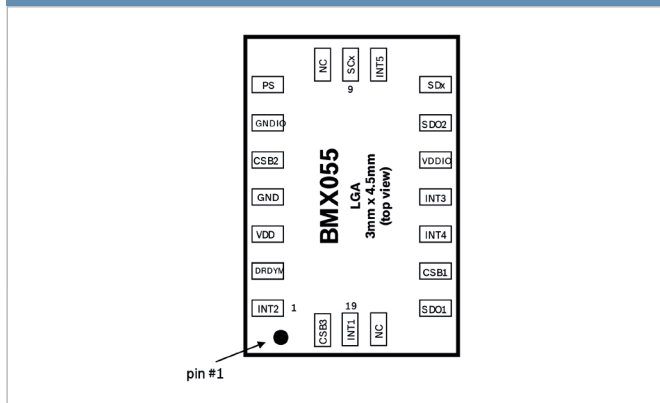 NC
SCx
INT5
9
PS
SDx
GNDIO
SDO2
CSB2
VDDIO
GND
INT3
VDD
INT4
DRDYM
CSB1
INT2
1
SDO1
BMX055
LGA
3mm x 4.5mm
(top view)
19
CSB3
INT1
NC
pin #1